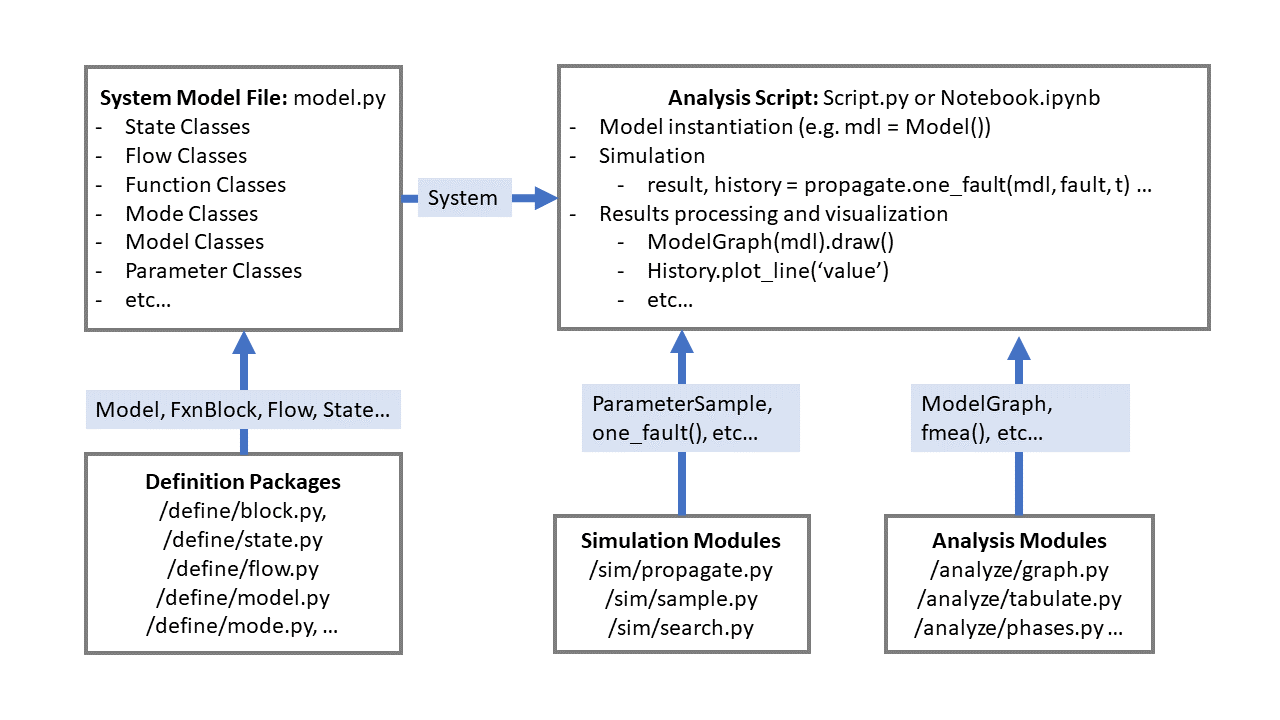 System Model File: model.py
- State Classes
- Flow Classes
- Function Classes
- Mode Classes
- Model Classes
- Parameter Classes
- etc…
System
Analysis Script: Script.py or Notebook.ipynb
- Model instantiation (e.g. mdl = Model())
- Simulation
- result, history = propagate.one_fault(mdl, fault, t) …
- Results processing and visualization
- ModelGraph(mdl).draw()
- History.plot_line(‘value’)
- etc…
Model, FxnBlock, Flow, State…
ParameterSample,
one_fault(), etc…
ModelGraph,
fmea(), etc…
Definition Packages
/define/block.py,
/define/state.py
/define/flow.py
/define/model.py
/define/mode.py, …
Simulation Modules
/sim/propagate.py
/sim/sample.py
/sim/search.py
Analysis Modules
/analyze/graph.py
/analyze/tabulate.py
/analyze/phases.py …